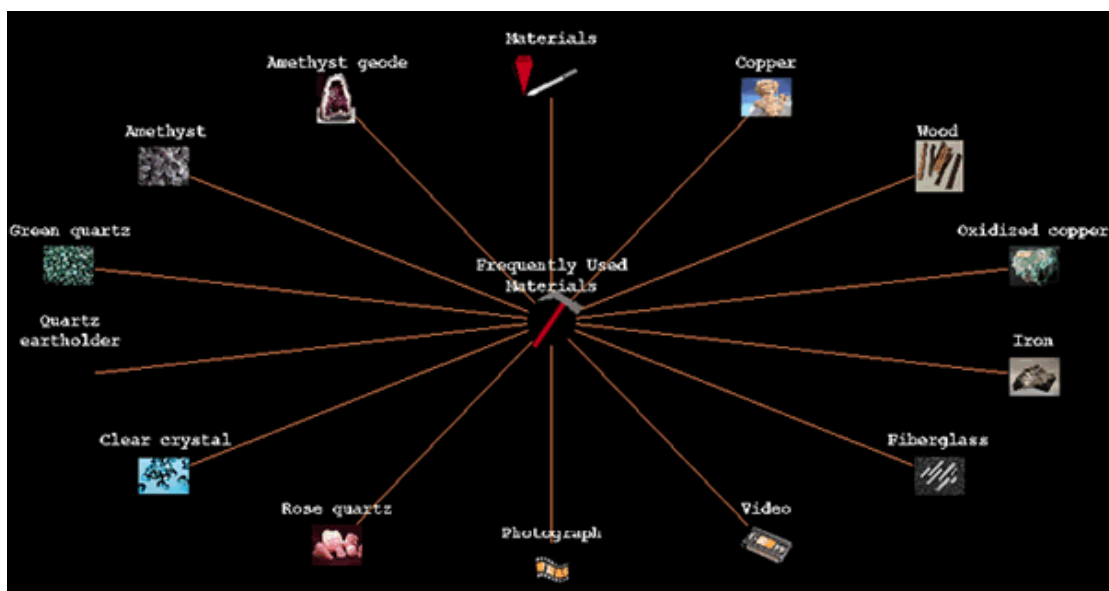 Materials
Amethyst geode
Copper
Amethyst
Wood
Green quartz
Oxidized copper
Frequently Used
Materials
Quartz
eartholder
Iron
Clear crystal
Fiberglass
Rose quartz
Video
Photograph